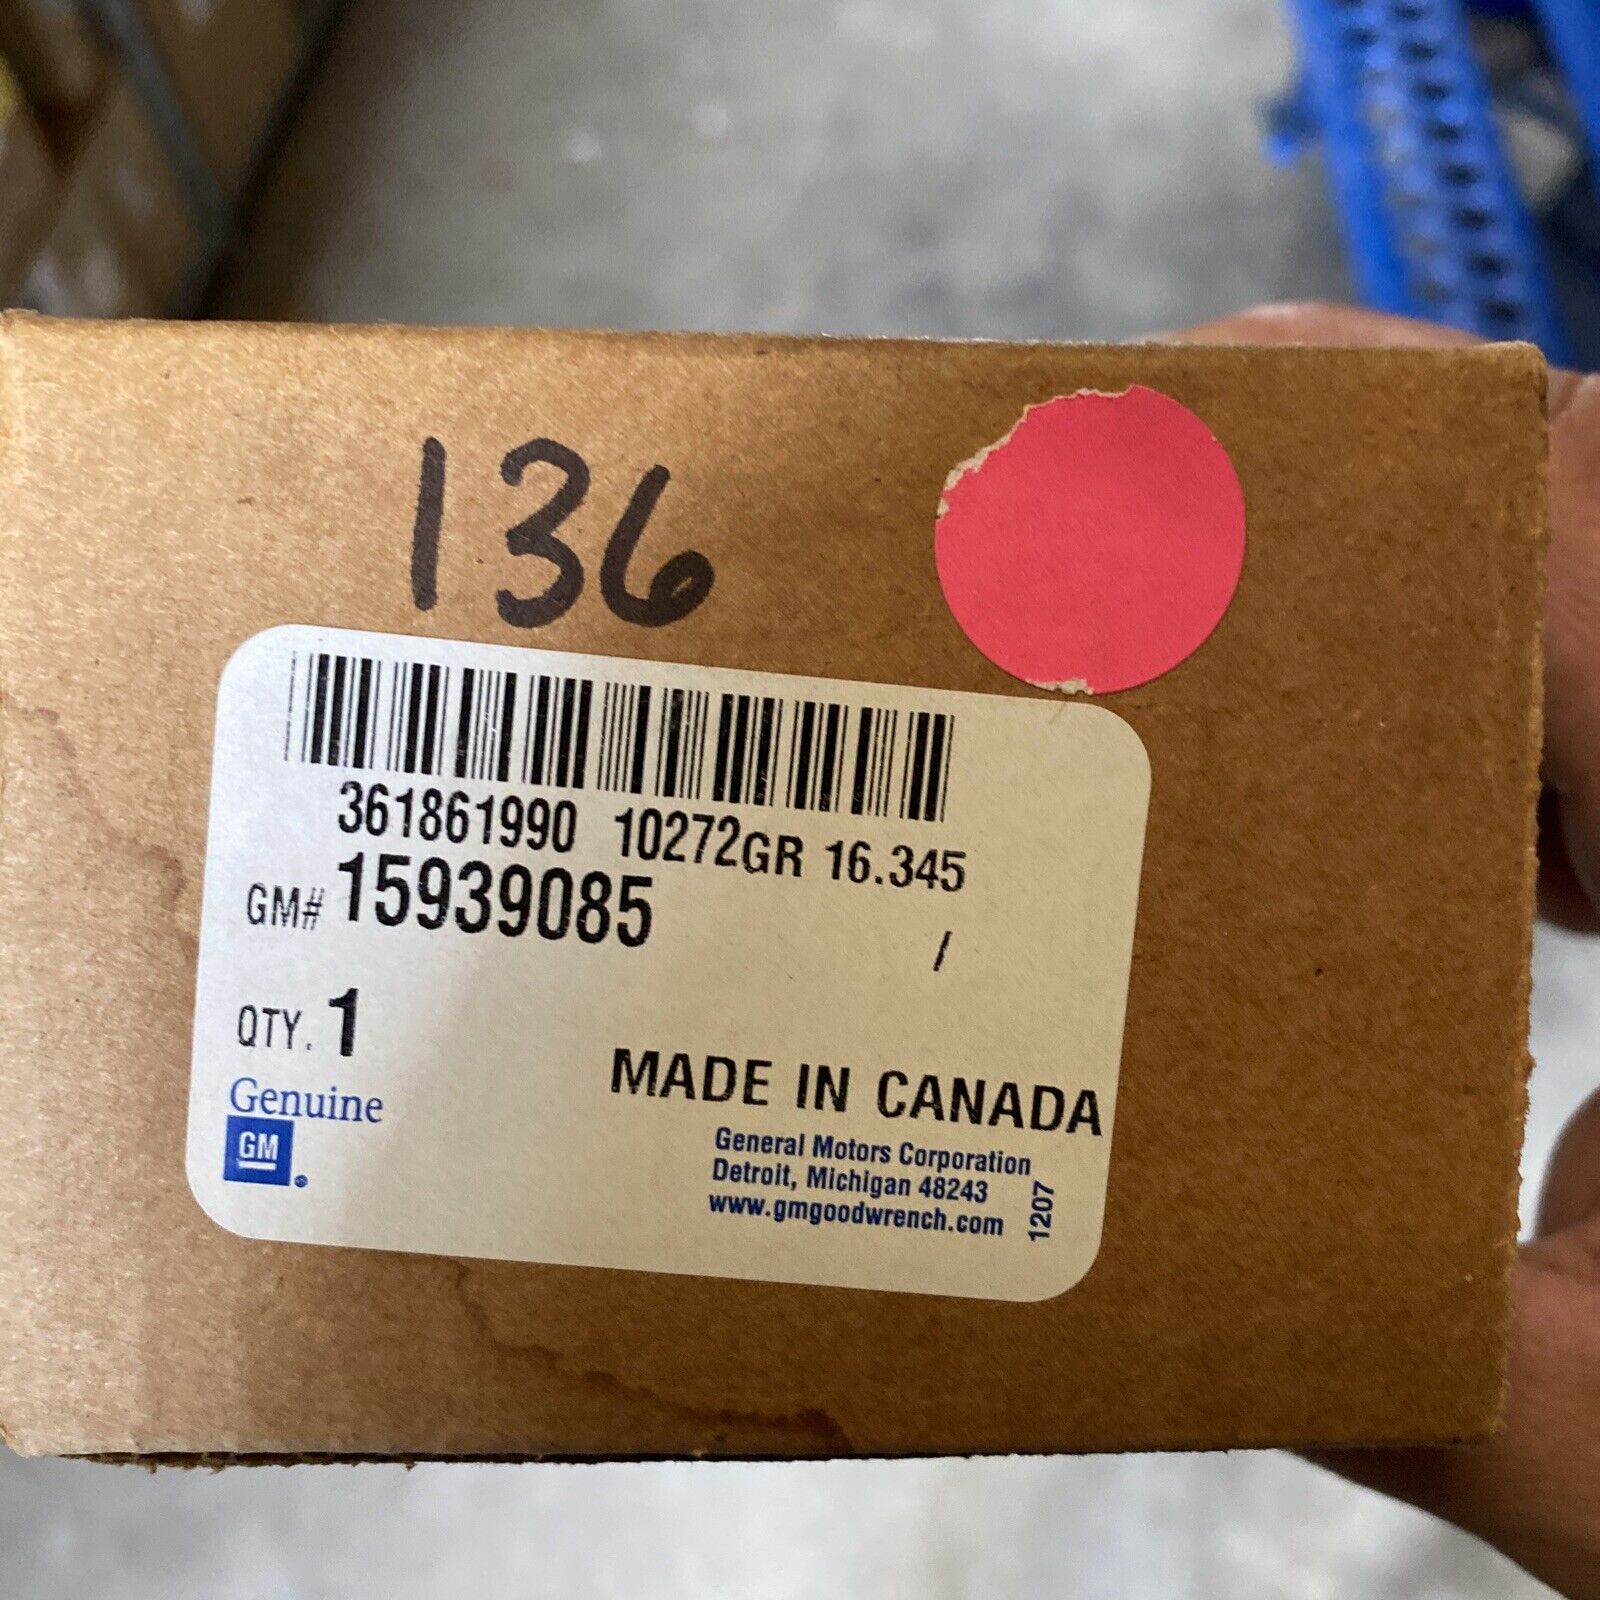 136
361861990 10272GR 16.345
GM# 15939085
/
QTY. 1
MADE IN CANADA
Genuine
GM
General Motors Corporation
Detroit, Michigan 48243
www.gmgoodwrench.com
1207